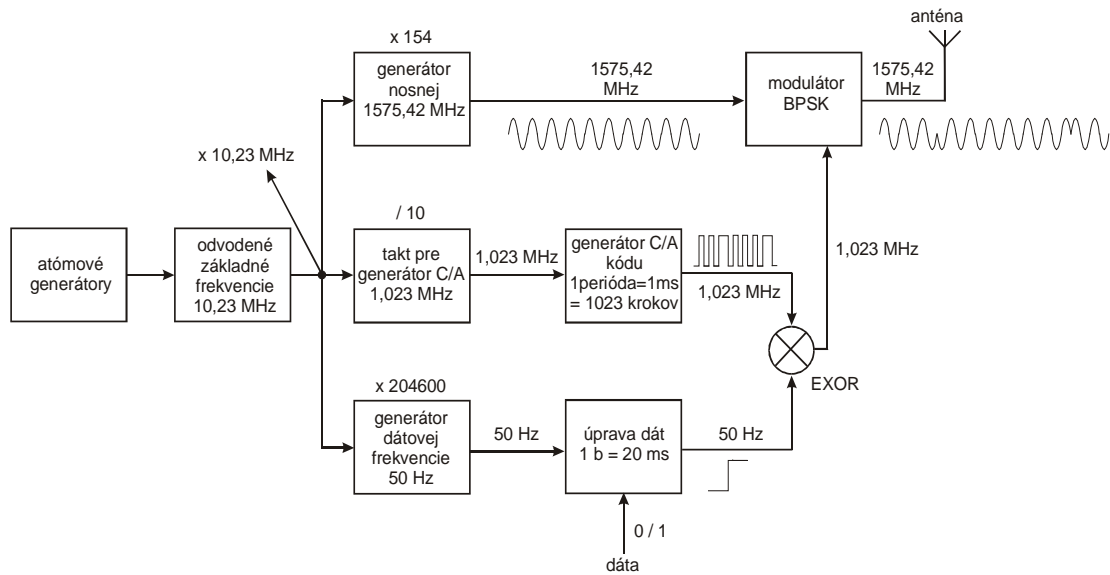 anténa
x 154
generátor
nosnej
1575,42 MHz
1575,42
MHz
modulátor
BPSK
1575,42
MHz
x 10,23 MHz
atómové
generátory
odvodené
základné
frekvencie
10,23 MHz
/ 10
takt pre
generátor C/A
1,023 MHz
1,023 MHz
generátor C/A
kódu
1perióda=1ms
= 1023 krokov
1,023 MHz
1,023 MHz
EXOR
x 204600
generátor
dátovej
frekvencie
50 Hz
50 Hz
úprava dát
1 b = 20 ms
50 Hz
0 / 1
dáta